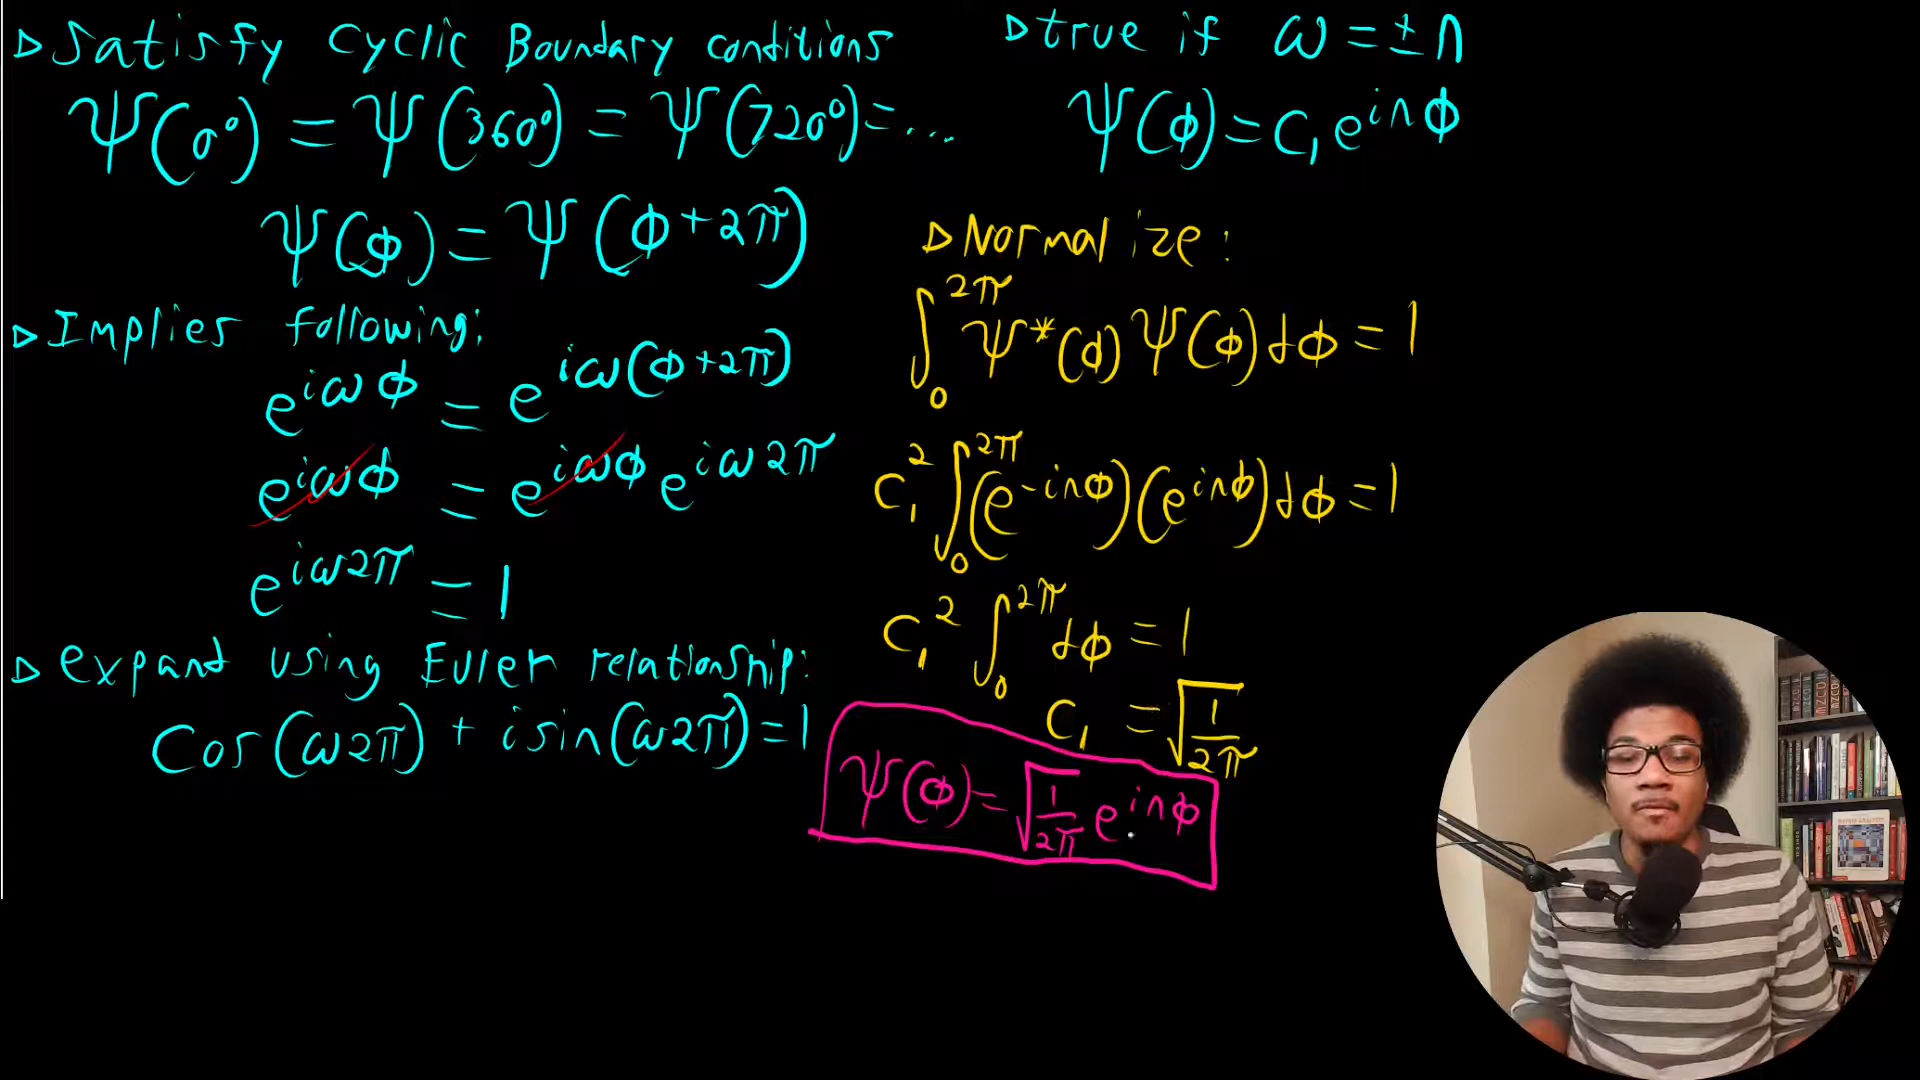 ▷ Satisfy Cyclic Boundary conditions
Ψ(0°) = Ψ(360°) = Ψ(720°) = ...
Ψ(ϕ) = Ψ(ϕ + 2π)
▷ Implies following:
e^{iωϕ} = e^{iω(ϕ+2π)}
e^{iωϕ} = e^{iωϕ} e^{iω2π}
e^{iω2π} = 1
▷ expand using Euler relationship:
Cos(ω2π) + isin(ω2π) = 1
▷ true if ω = ±n
Ψ(ϕ) = C₁e^{inϕ}
▷ Normalize:
∫₀^{2π} Ψ*(ϕ) Ψ(ϕ) dϕ = 1
C₁² ∫₀^{2π} (e^{-inϕ})(e^{inϕ}) dϕ = 1
C₁² ∫₀^{2π} dϕ = 1
C₁ = √(1/2π)
Ψ(ϕ) = √(1/2π) e^{inϕ}